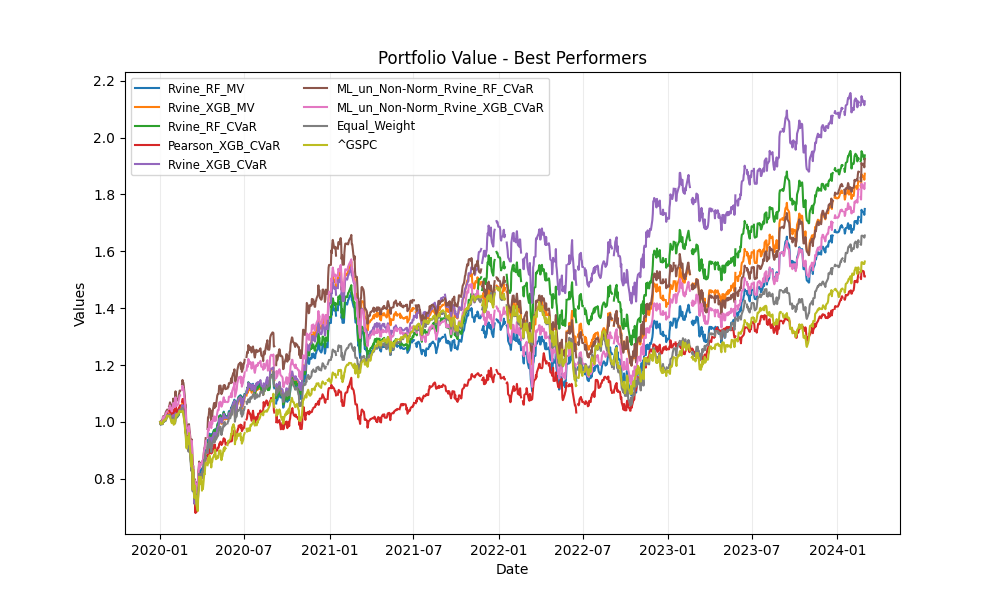 Portfolio Value - Best Performers
Rvine_RF_MV
Rvine_XGB_MV
Rvine_RF_CVaR
Pearson_XGB_CVaR
Rvine_XGB_CVaR
ML_un_Non-Norm_Rvine_RF_CVaR
ML_un_Non-Norm_Rvine_XGB_CVaR
Equal_Weight
^GSPC
Values
2.2
2.0
1.8
1.6
1.4
1.2
1.0
0.8
2020-01 2020-07 2021-01 2021-07 2022-01 2022-07 2023-01 2023-07 2024-01
Date